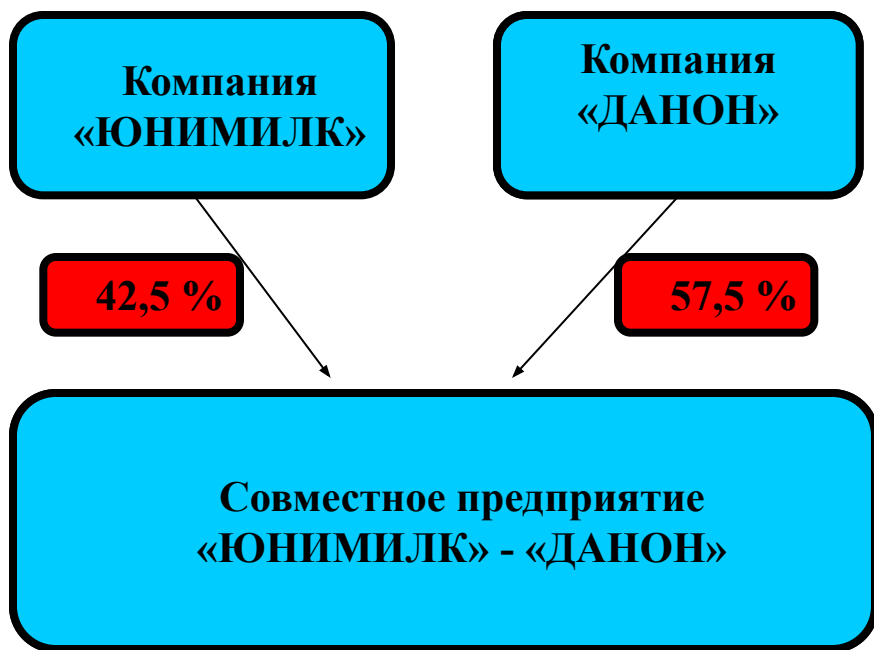 Компания
«ЮНИМИЛК»
Компания
«ДАНОН»
42,5 %
57,5 %
Совместное предприятие
«ЮНИМИЛК» - «ДАНОН»